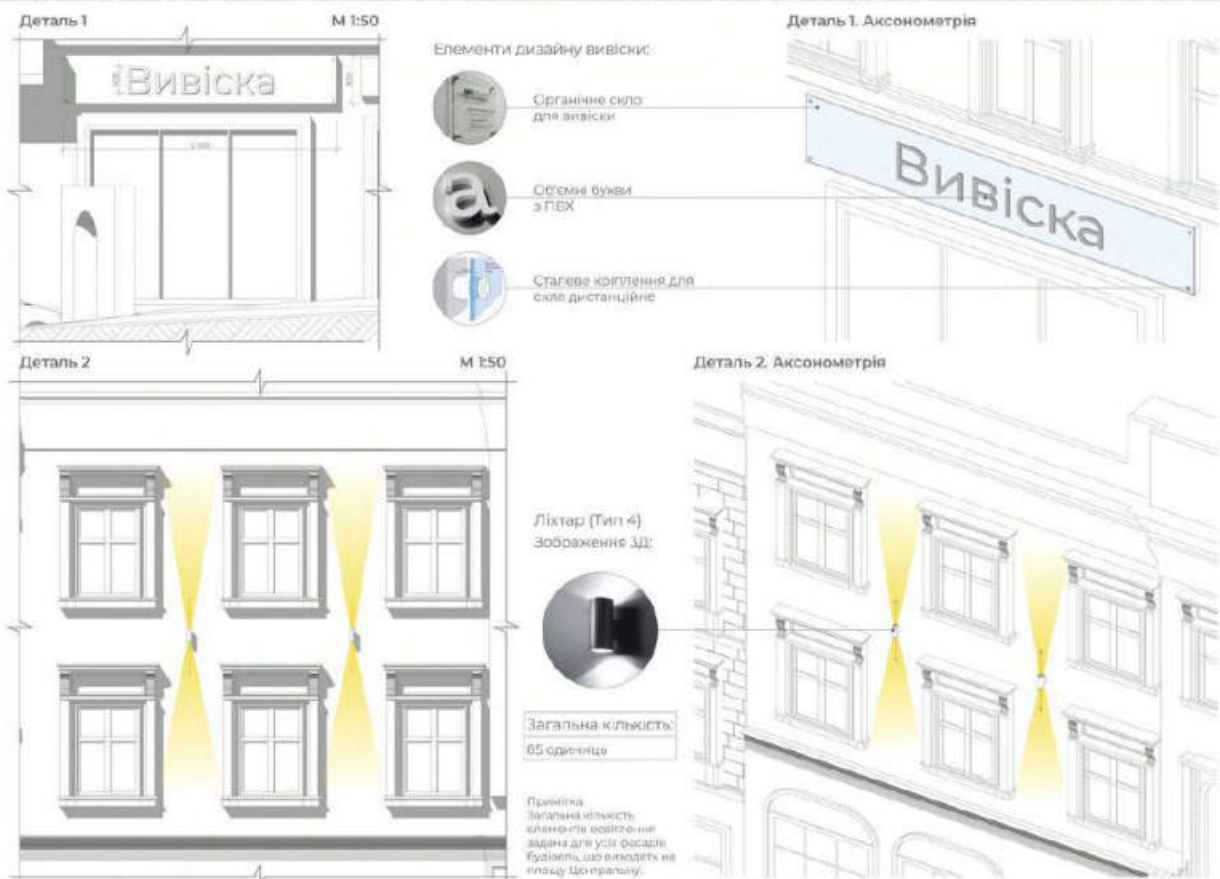 Деталь 1
М 1:50
Вивіска
Елементи дизайну вивіски:
Органічне скло
для вивіски
Об'ємні букви
з ПВХ
Сталеве кріплення для
скла дистанційне
Деталь 1. Аксонометрія
Вивіска
Деталь 2
М 1:50
Ліхтар (Тип 4)
Зображення 3Д:
Загальна кількість:
85 одиниць
Примітка.
Загальна кількість
елементів освітлення
задана для усіх фасадів
будівель, що виходять на
площу Центральну.
Деталь 2. Аксонометрія